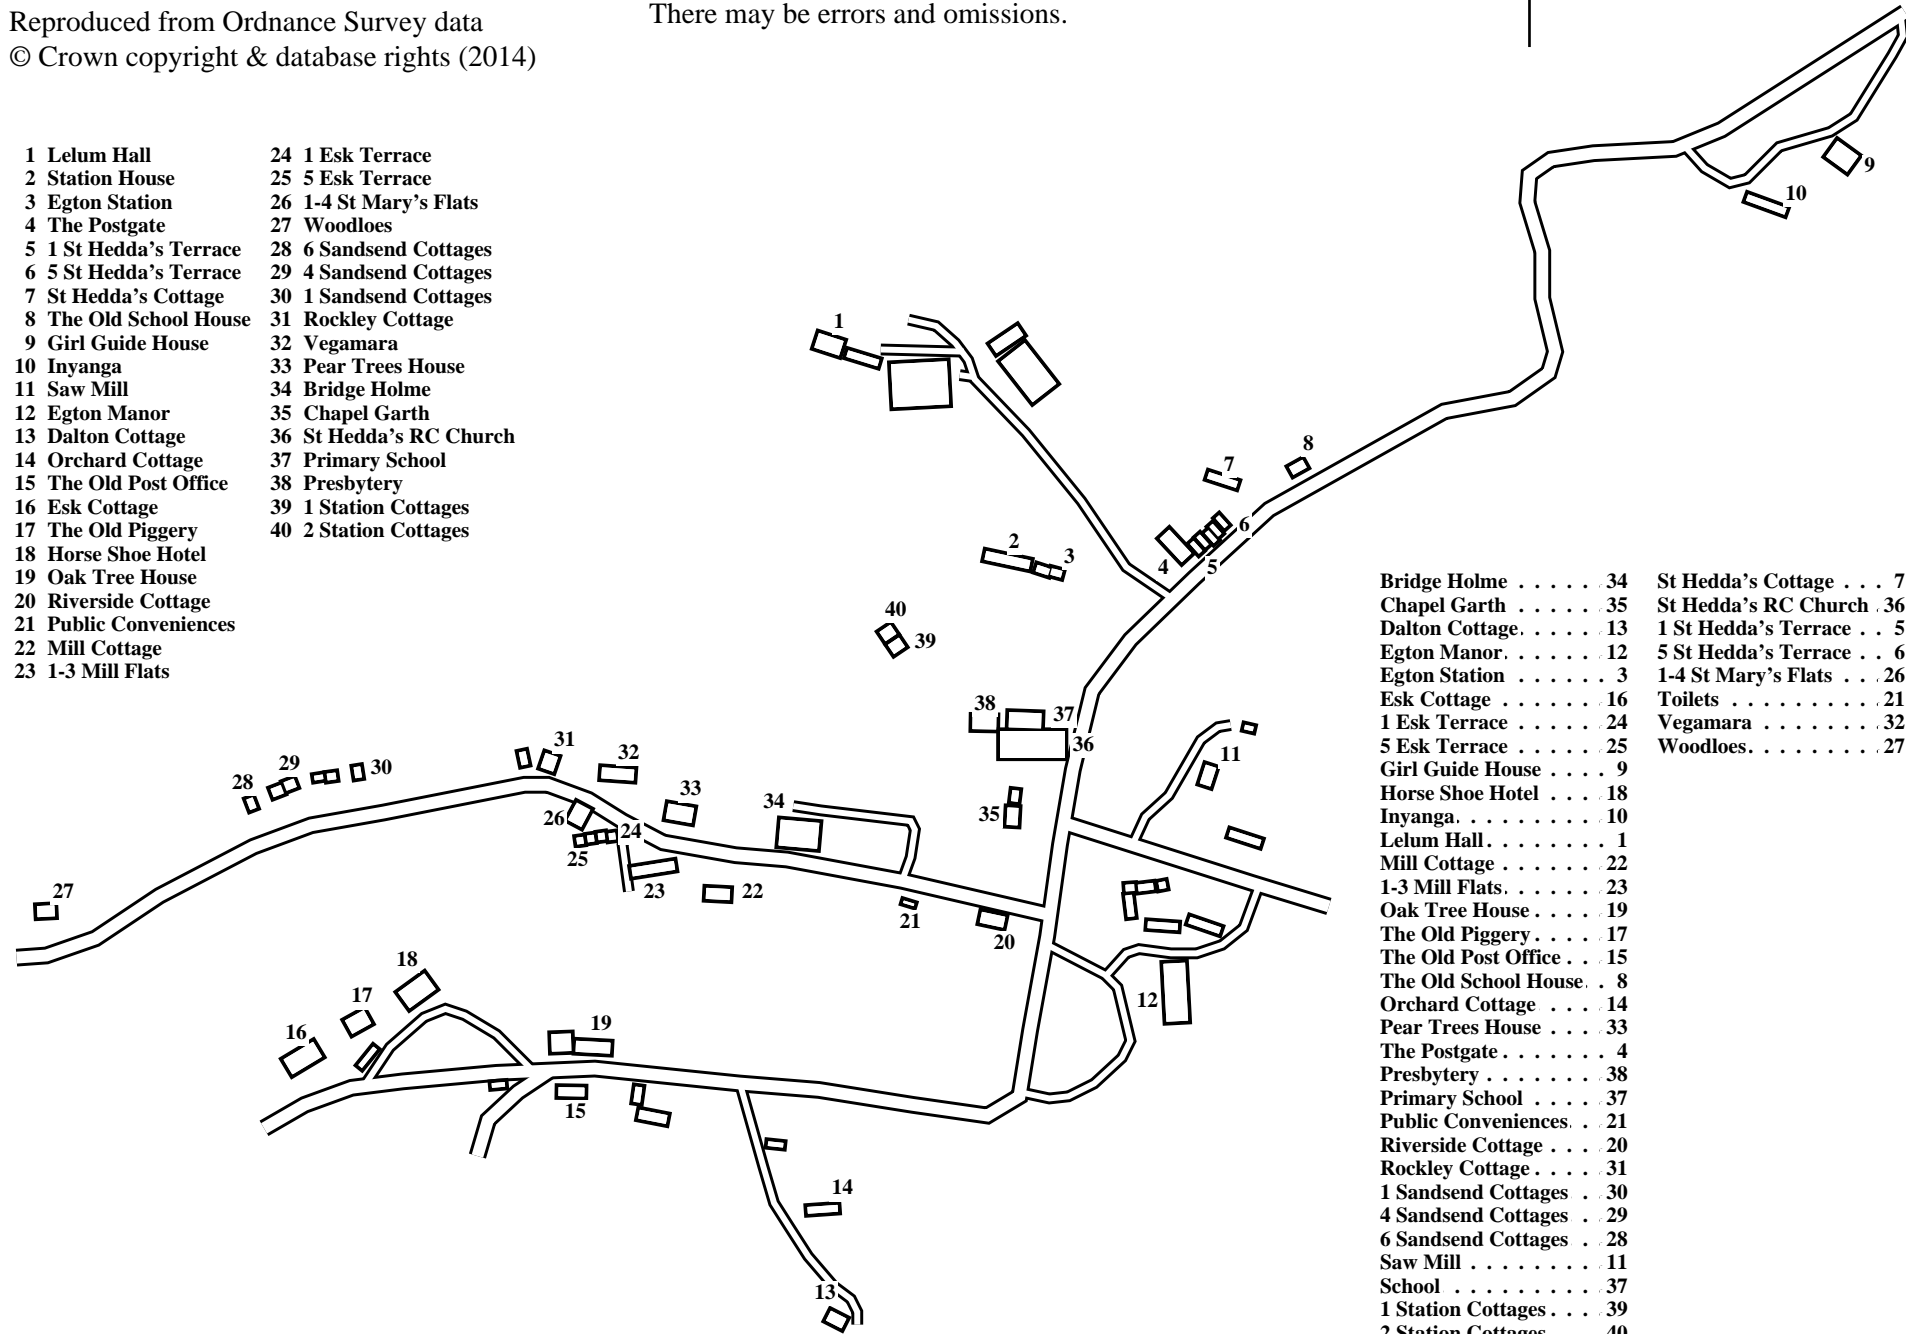 Reproduced from Ordnance Survey data
© Crown copyright & database rights (2014)
There may be errors and omissions.
1 Lelum Hall
2 Station House
3 Egton Station
4 The Postgate
5 1 St Hedda's Terrace
6 5 St Hedda's Terrace
7 St Hedda's Cottage
8 The Old School House
9 Girl Guide House
10 Inyanga
11 Saw Mill
12 Egton Manor
13 Dalton Cottage
14 Orchard Cottage
15 The Old Post Office
16 Esk Cottage
17 The Old Piggery
18 Horse Shoe Hotel
19 Oak Tree House
20 Riverside Cottage
21 Public Conveniences
22 Mill Cottage
23 1-3 Mill Flats
24 1 Esk Terrace
25 5 Esk Terrace
26 1-4 St Mary's Flats
27 Woodloes
28 6 Sandsend Cottages
29 4 Sandsend Cottages
30 1 Sandsend Cottages
31 Rockley Cottage
32 Vegamara
33 Pear Trees House
34 Bridge Holme
35 Chapel Garth
36 St Hedda's RC Church
37 Primary School
38 Presbytery
39 1 Station Cottages
40 2 Station Cottages
9
10
1
8
7
6
5
4
2
3
40
39
38
37
36
11
35
34
33
32
31
30
29
28
26
24
25
23
22
21
20
27
12
18
17
16
19
15
14
13
Bridge Holme . . . . . . 34
Chapel Garth . . . . . . 35
Dalton Cottage. . . . . . 13
Egton Manor. . . . . . . 12
Egton Station . . . . . . 3
Esk Cottage . . . . . . . 16
1 Esk Terrace . . . . . . 24
5 Esk Terrace . . . . . . 25
Girl Guide House . . . . 9
Horse Shoe Hotel . . . . 18
Inyanga. . . . . . . . . . 10
Lelum Hall. . . . . . . . 1
Mill Cottage . . . . . . . 22
1-3 Mill Flats. . . . . . . 23
Oak Tree House . . . . . 19
The Old Piggery. . . . . 17
The Old Post Office . . . 15
The Old School House. . 8
Orchard Cottage . . . . 14
Pear Trees House . . . . 33
The Postgate . . . . . . . 4
Presbytery . . . . . . . . 38
Primary School . . . . . 37
Public Conveniences. . . 21
Riverside Cottage . . . . 20
Rockley Cottage . . . . . 31
1 Sandsend Cottages . . 30
4 Sandsend Cottages . . 29
6 Sandsend Cottages . . 28
Saw Mill . . . . . . . . . 11
School . . . . . . . . . . 37
1 Station Cottages . . . . 39
2 Station Cottages . . . . 40
St Hedda's Cottage . . . 7
St Hedda's RC Church . 36
1 St Hedda's Terrace . . 5
5 St Hedda's Terrace . . 6
1-4 St Mary's Flats . . . 26
Toilets . . . . . . . . . . 21
Vegamara . . . . . . . . 32
Woodloes. . . . . . . . . 27